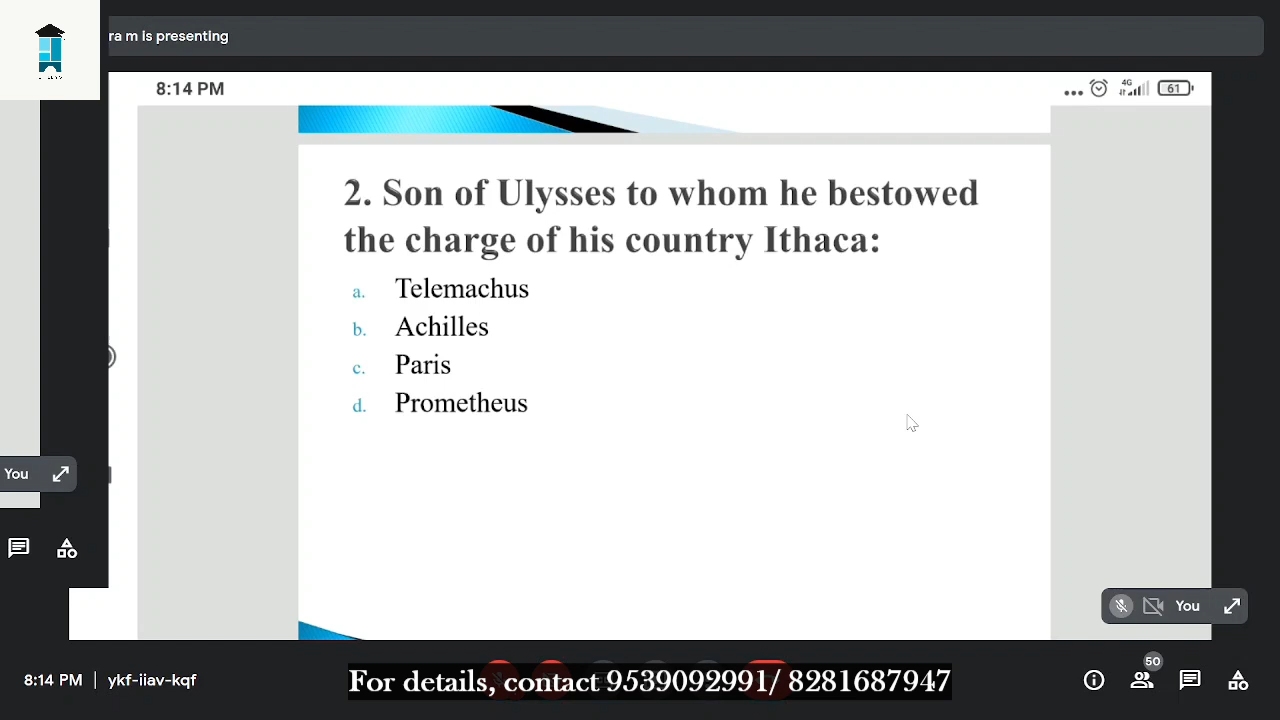 ra m is presenting
8:14 PM
4G
61
2. Son of Ulysses to whom he bestowed
the charge of his country Ithaca:
a. Telemachus
b. Achilles
c. Paris
d. Prometheus
You
You
50
8:14 PM | ykf-iiav-kqf
For details, contact 9539092991/ 8281687947